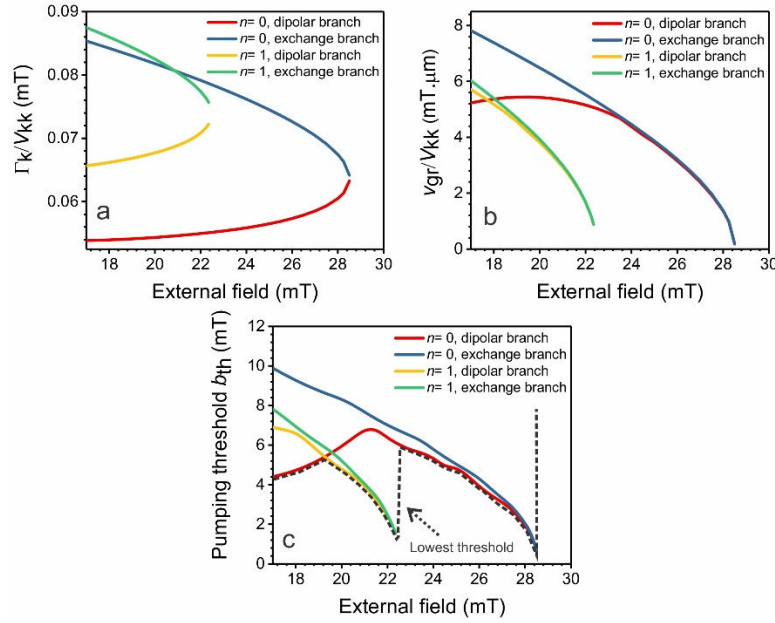 0.09
0.08
0.07
0.06
Γk/Vkk (mT)
n= 0, dipolar branch
n= 0, exchange branch
n= 1, dipolar branch
n= 1, exchange branch
a
18 20 22 24 26 28 30
External field (mT)
8
6
4
2
0
vgr/Vkk (mT.µm)
n= 0, dipolar branch
n= 0, exchange branch
n= 1, dipolar branch
n= 1, exchange branch
b
18 20 22 24 26 28 30
External field (mT)
12
10
8
6
4
2
0
Pumping threshold bth (mT)
n= 0, dipolar branch
n= 0, exchange branch
n= 1, dipolar branch
n= 1, exchange branch
Lowest threshold
c
18 20 22 24 26 28 30
External field (mT)